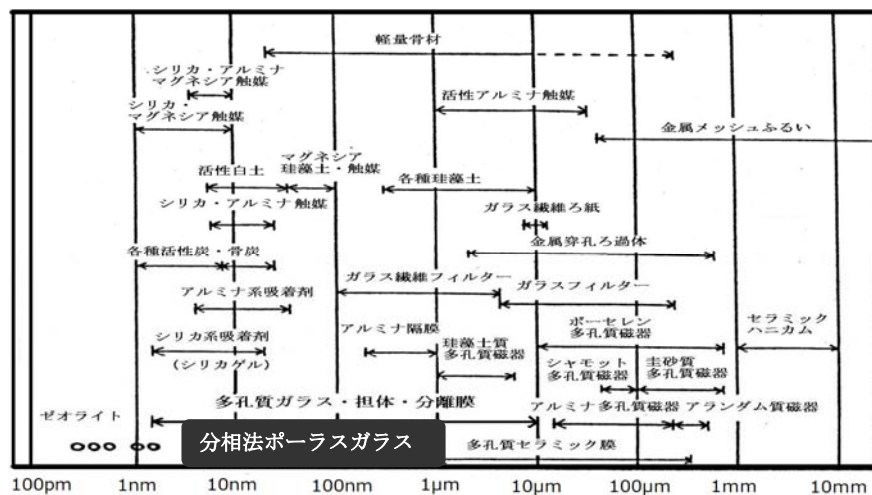 軽量骨材
シリカ・アルミナ
マグネシア触媒
活性アルミナ触媒
シリカ・
マグネシア触媒
金属メッシュふるい
マグネシア
珪藻土・触媒
活性白土
各種珪藻土
シリカ・アルミナ触媒
ガラス繊維ろ紙
金属穿孔ろ過体
各種活性炭・骨炭
ガラス繊維フィルター
ガラスフィルター
アルミナ系吸着剤
ポーセレン
多孔質磁器
セラミック
ハニカム
アルミナ隔膜
珪藻土質
多孔質磁器
シリカ系吸着剤
(シリカゲル)
シャモット
多孔質磁器
圭砂質
多孔質磁器
多孔質ガラス・担体・分離膜
アルミナ多孔質磁器
アランダム質磁器
ゼオライト
分相法ポーラスガラス
多孔質セラミック膜
100pm 1nm 10nm 100nm 1μm 10μm 100μm 1mm 10mm